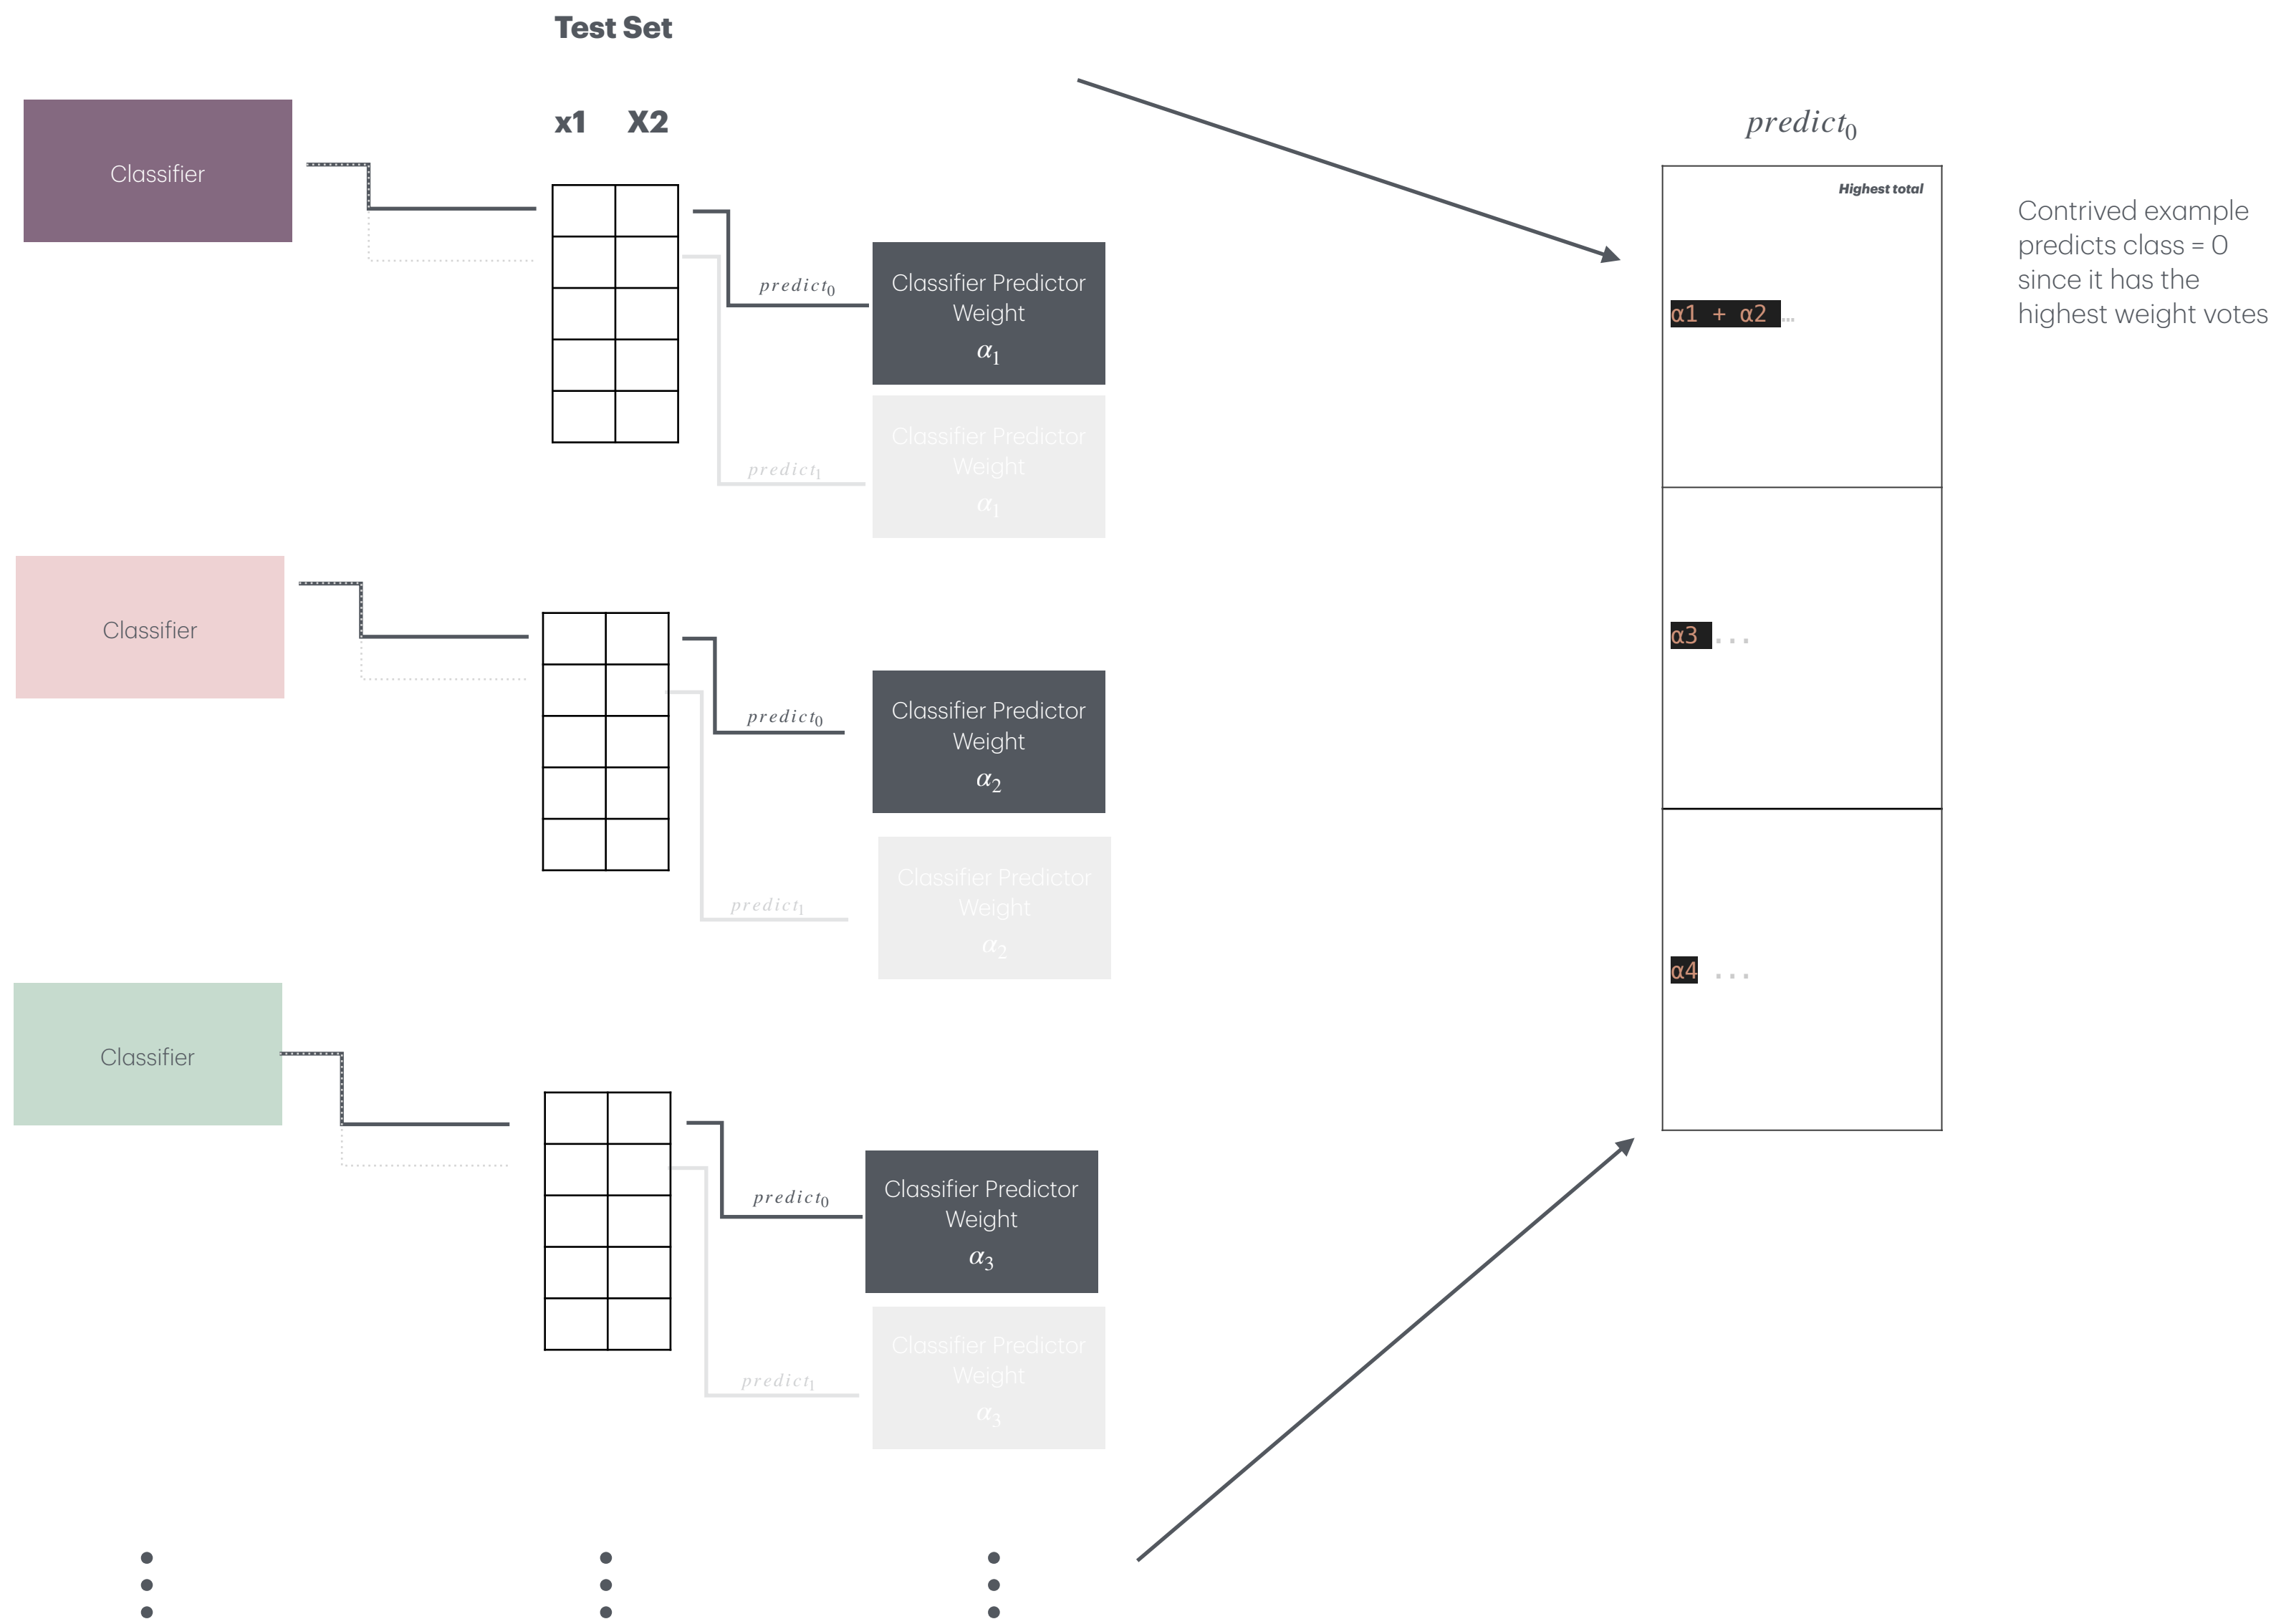 Test Set
x1 X2
Classifier
predict0
Classifier Predictor
Weight
α1
predict1
Classifier Predictor
Weight
α1
Classifier
predict0
Classifier Predictor
Weight
α2
predict1
Classifier Predictor
Weight
α2
Classifier
predict0
Classifier Predictor
Weight
α3
predict1
Classifier Predictor
Weight
α3
predict0
Highest total
α1 + α2 ...
α3 ...
α4 ...
Contrived example
predicts class = 0
since it has the
highest weight votes